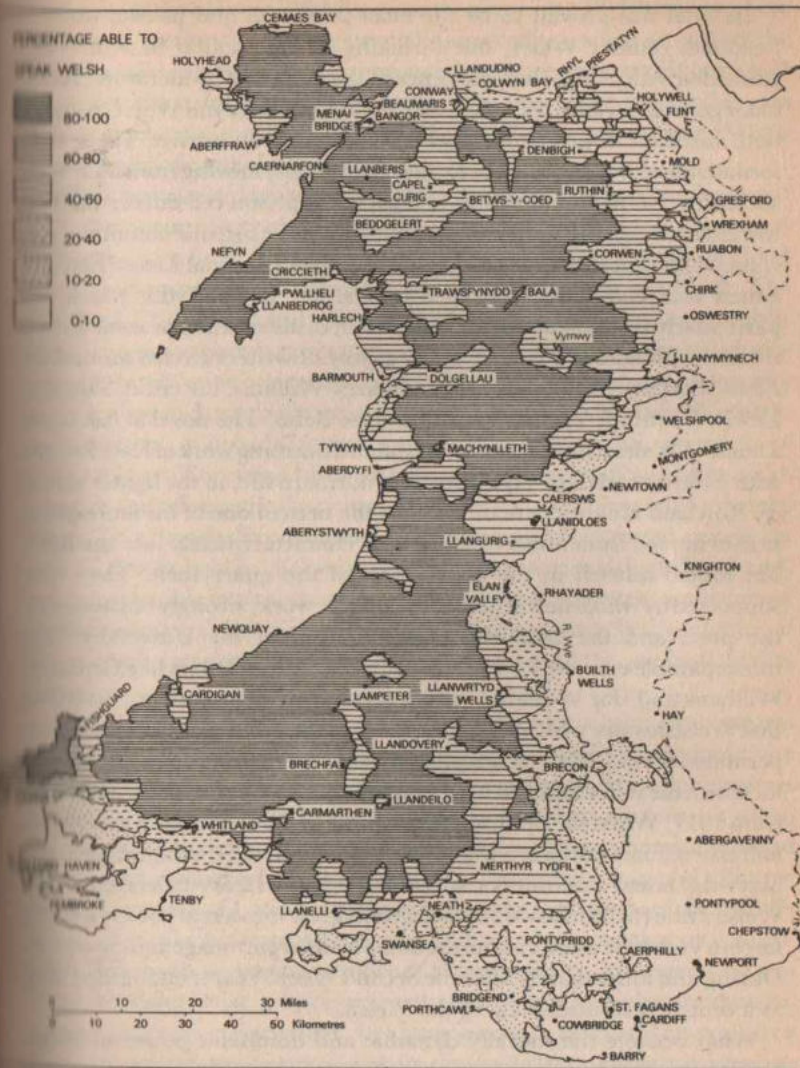 PERCENTAGE ABLE TO
SPEAK WELSH
80-100
60-80
40-60
20-40
10-20
0-10
CEMAES BAY
HOLYHEAD
LLANDUDNO
COLWYN BAY
RHYL
PRESTATYN
CONWAY
BEAUMARIS
MENAI
BRIDGE
BANGOR
HOLYWELL
FLINT
ABERFFRAW
DENBIGH
MOLD
CAERNARFON
LLANBERIS
CAPEL
CURIG
BETWS-Y-COED
RUTHIN
GRESFORD
WREXHAM
BEDDGELERT
RUABON
NEFYN
CORWEN
CRICCIETH
PWLLHELI
LLANBEDROG
TRAWSFYNYDD
BALA
CHIRK
HARLECH
OSWESTRY
L. Vyrnwy
LLANYMYNECH
BARMOUTH
DOLGELLAU
WELSHPOOL
TYWYN
MACHYNLLETH
MONTGOMERY
ABERDYFI
NEWTOWN
CAERSWS
LLANIDLOES
ABERYSTWYTH
LLANGURIG
KNIGHTON
ELAN
VALLEY
RHAYADER
NEWQUAY
R. Wye
BUILTH
WELLS
FISHGUARD
CARDIGAN
LAMPETER
LLANWRTYD
WELLS
HAY
LLANDOVERY
BRECHFA
BRECON
CARMARTHEN
LLANDEILO
WHITLAND
ABERGAVENNY
HAVEN
MERTHYR TYDFIL
PEMBROKE
TENBY
LLANELLI
NEATH
PONTYPOOL
CHEPSTOW
SWANSEA
PONTYPRIDD
CAERPHILLY
NEWPORT
BRIDGEND
PORTHCAWL
ST. FAGANS
CARDIFF
COWBRIDGE
BARRY
0 10 20 30 Miles
0 10 20 30 40 50 Kilometres